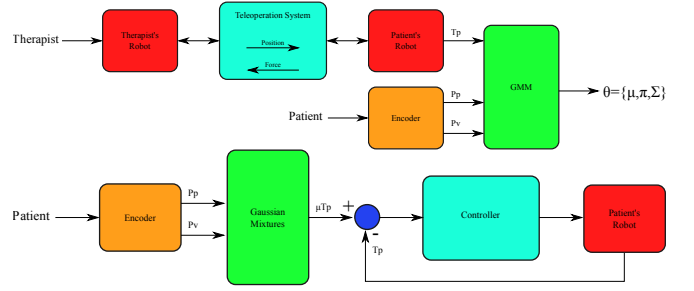 Teleoperation System
Therapist
Therapist's
Robot
Position
Force
Patient's
Robot
Tp
GMM
θ={μ,π,Σ}
Patient
Encoder
Pp
Pv
Patient
Encoder
Pp
Pv
Gaussian
Mixtures
μTp
+
-
Tp
Controller
Patient's
Robot